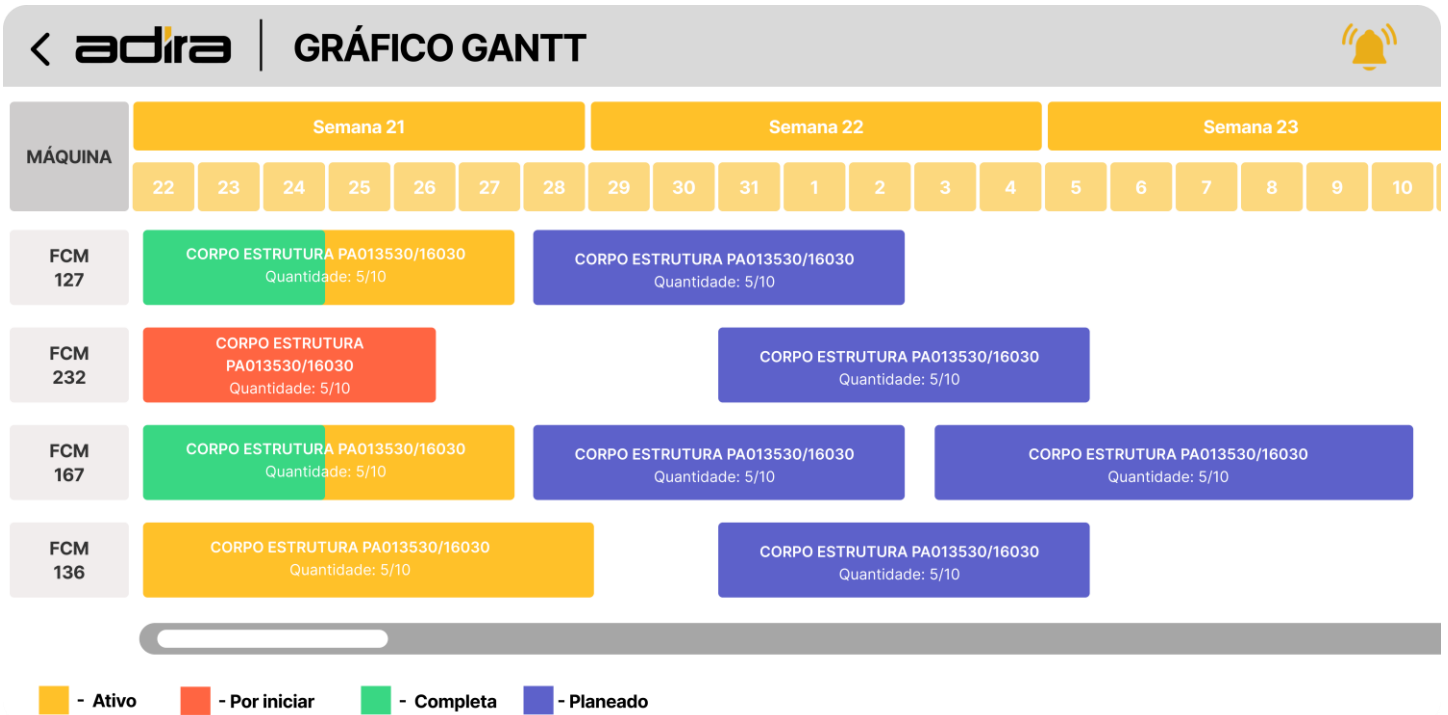 adira
GRÁFICO GANTT
MÁQUINA
Semana 21
Semana 22
Semana 23
22 23 24 25 26 27 28 29 30 31 1 2 3 4 5 6 7 8 9 10
FCM
127
CORPO ESTRUTURA PA013530/16030
Quantidade: 5/10
CORPO ESTRUTURA PA013530/16030
Quantidade: 5/10
FCM
232
CORPO ESTRUTURA
PA013530/16030
Quantidade: 5/10
CORPO ESTRUTURA PA013530/16030
Quantidade: 5/10
FCM
167
CORPO ESTRUTURA PA013530/16030
Quantidade: 5/10
CORPO ESTRUTURA PA013530/16030
Quantidade: 5/10
CORPO ESTRUTURA PA013530/16030
Quantidade: 5/10
FCM
136
CORPO ESTRUTURA PA013530/16030
Quantidade: 5/10
CORPO ESTRUTURA PA013530/16030
Quantidade: 5/10
- Ativo
- Por iniciar
- Completa
- Planeado